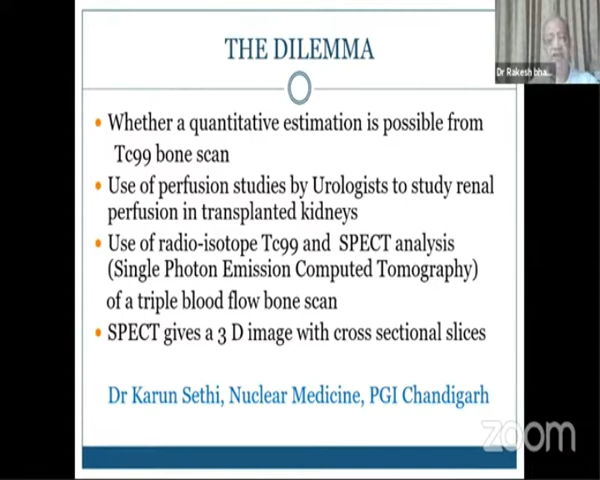 THE DILEMMA
Dr Rakesh bha...
Whether a quantitative estimation is possible from
Tc99 bone scan
Use of perfusion studies by Urologists to study renal
perfusion in transplanted kidneys
Use of radio-isotope Tc99 and SPECT analysis
(Single Photon Emission Computed Tomography)
of a triple blood flow bone scan
SPECT gives a 3 D image with cross sectional slices
Dr Karun Sethi, Nuclear Medicine, PGI Chandigarh
zoom